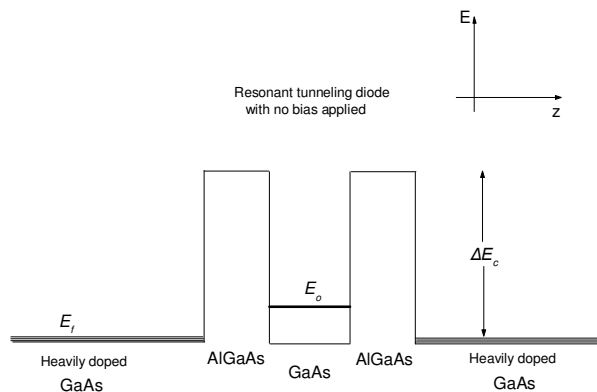 E
Resonant tunneling diode
with no bias applied
z
ΔE_c
E_o
E_f
AlGaAs
AlGaAs
GaAs
Heavily doped
GaAs
Heavily doped
GaAs